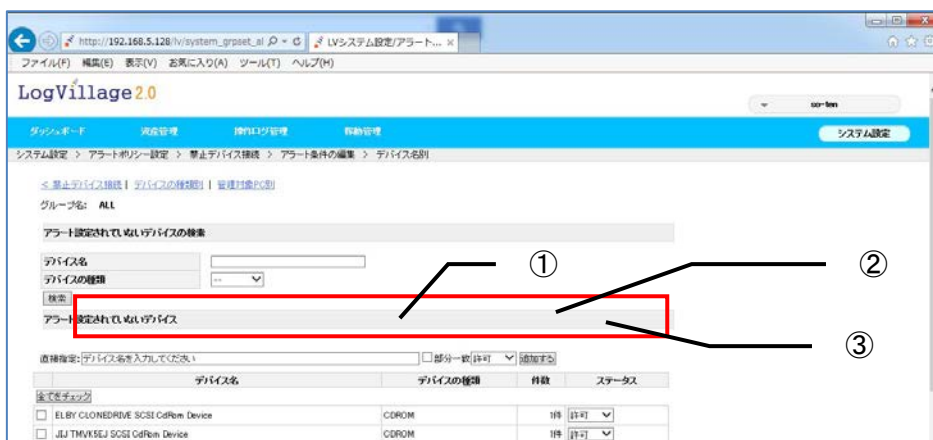 http://192.168.5.128/lv/system_grpset_al
LVシステム設定/アラート...
ファイル(F) 編集(E) 表示(V) お気に入り(A) ツール(T) ヘルプ(H)
LogVillage 2.0
so-ten
ダッシュボード 資産管理 操作ログ管理 移動管理 システム設定
システム設定 > アラートポリシー設定 > 禁止デバイス接続 > アラート条件の編集 > デバイス名別
< 禁止デバイス接続 | デバイスの種類別 | 管理対象PC別
グループ名: ALL
アラート設定されていないデバイスの検索
デバイス名
①
②
デバイスの種類 --
検索
アラート設定されていないデバイス
③
直接指定: デバイス名を入力してください 部分一致 許可 追加する
デバイス名 デバイスの種類 件数 ステータス
全てをチェック
ELBY CLONEDRIVE SCSI CdRom Device CDROM 1件 許可
JIJ TMVK5EJ SCSI CdRom Device CDROM 1件 許可